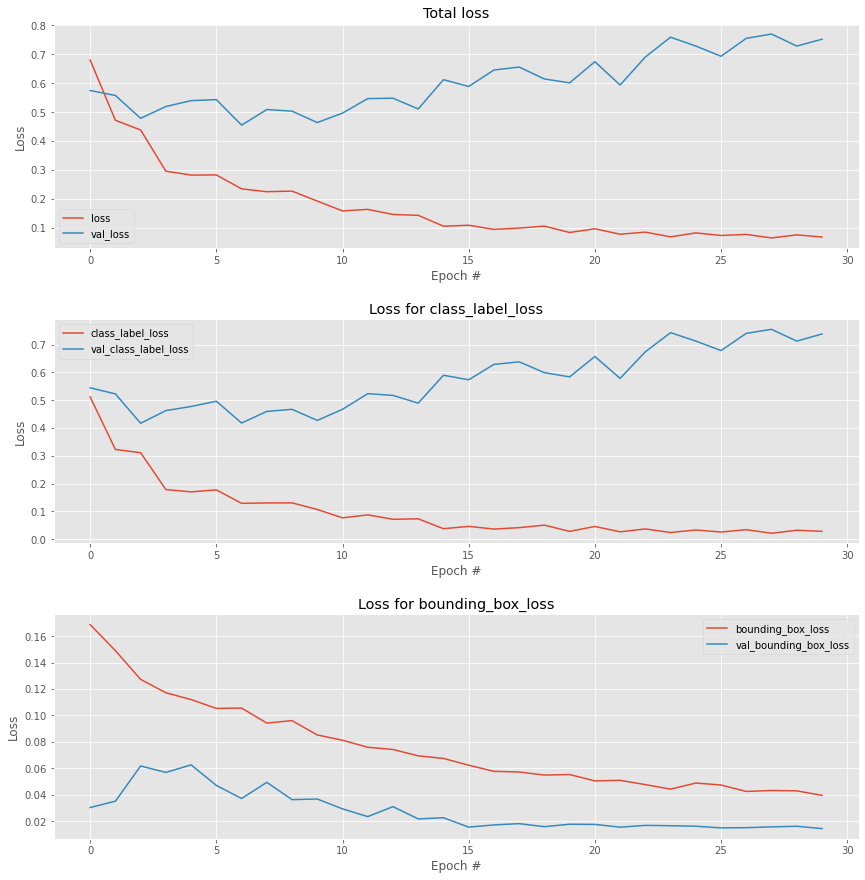 Total loss
0.8
0.7
0.6
0.5
0.4
0.3
0.2
0.1
Loss
loss
val_loss
0 5 10 15 20 25 30
Epoch #
Loss for class_label_loss
class_label_loss
val_class_label_loss
0.7
0.6
0.5
0.4
0.3
0.2
0.1
0.0
Loss
0 5 10 15 20 25 30
Epoch #
Loss for bounding_box_loss
bounding_box_loss
val_bounding_box_loss
0.16
0.14
0.12
0.10
0.08
0.06
0.04
0.02
Loss
0 5 10 15 20 25 30
Epoch #